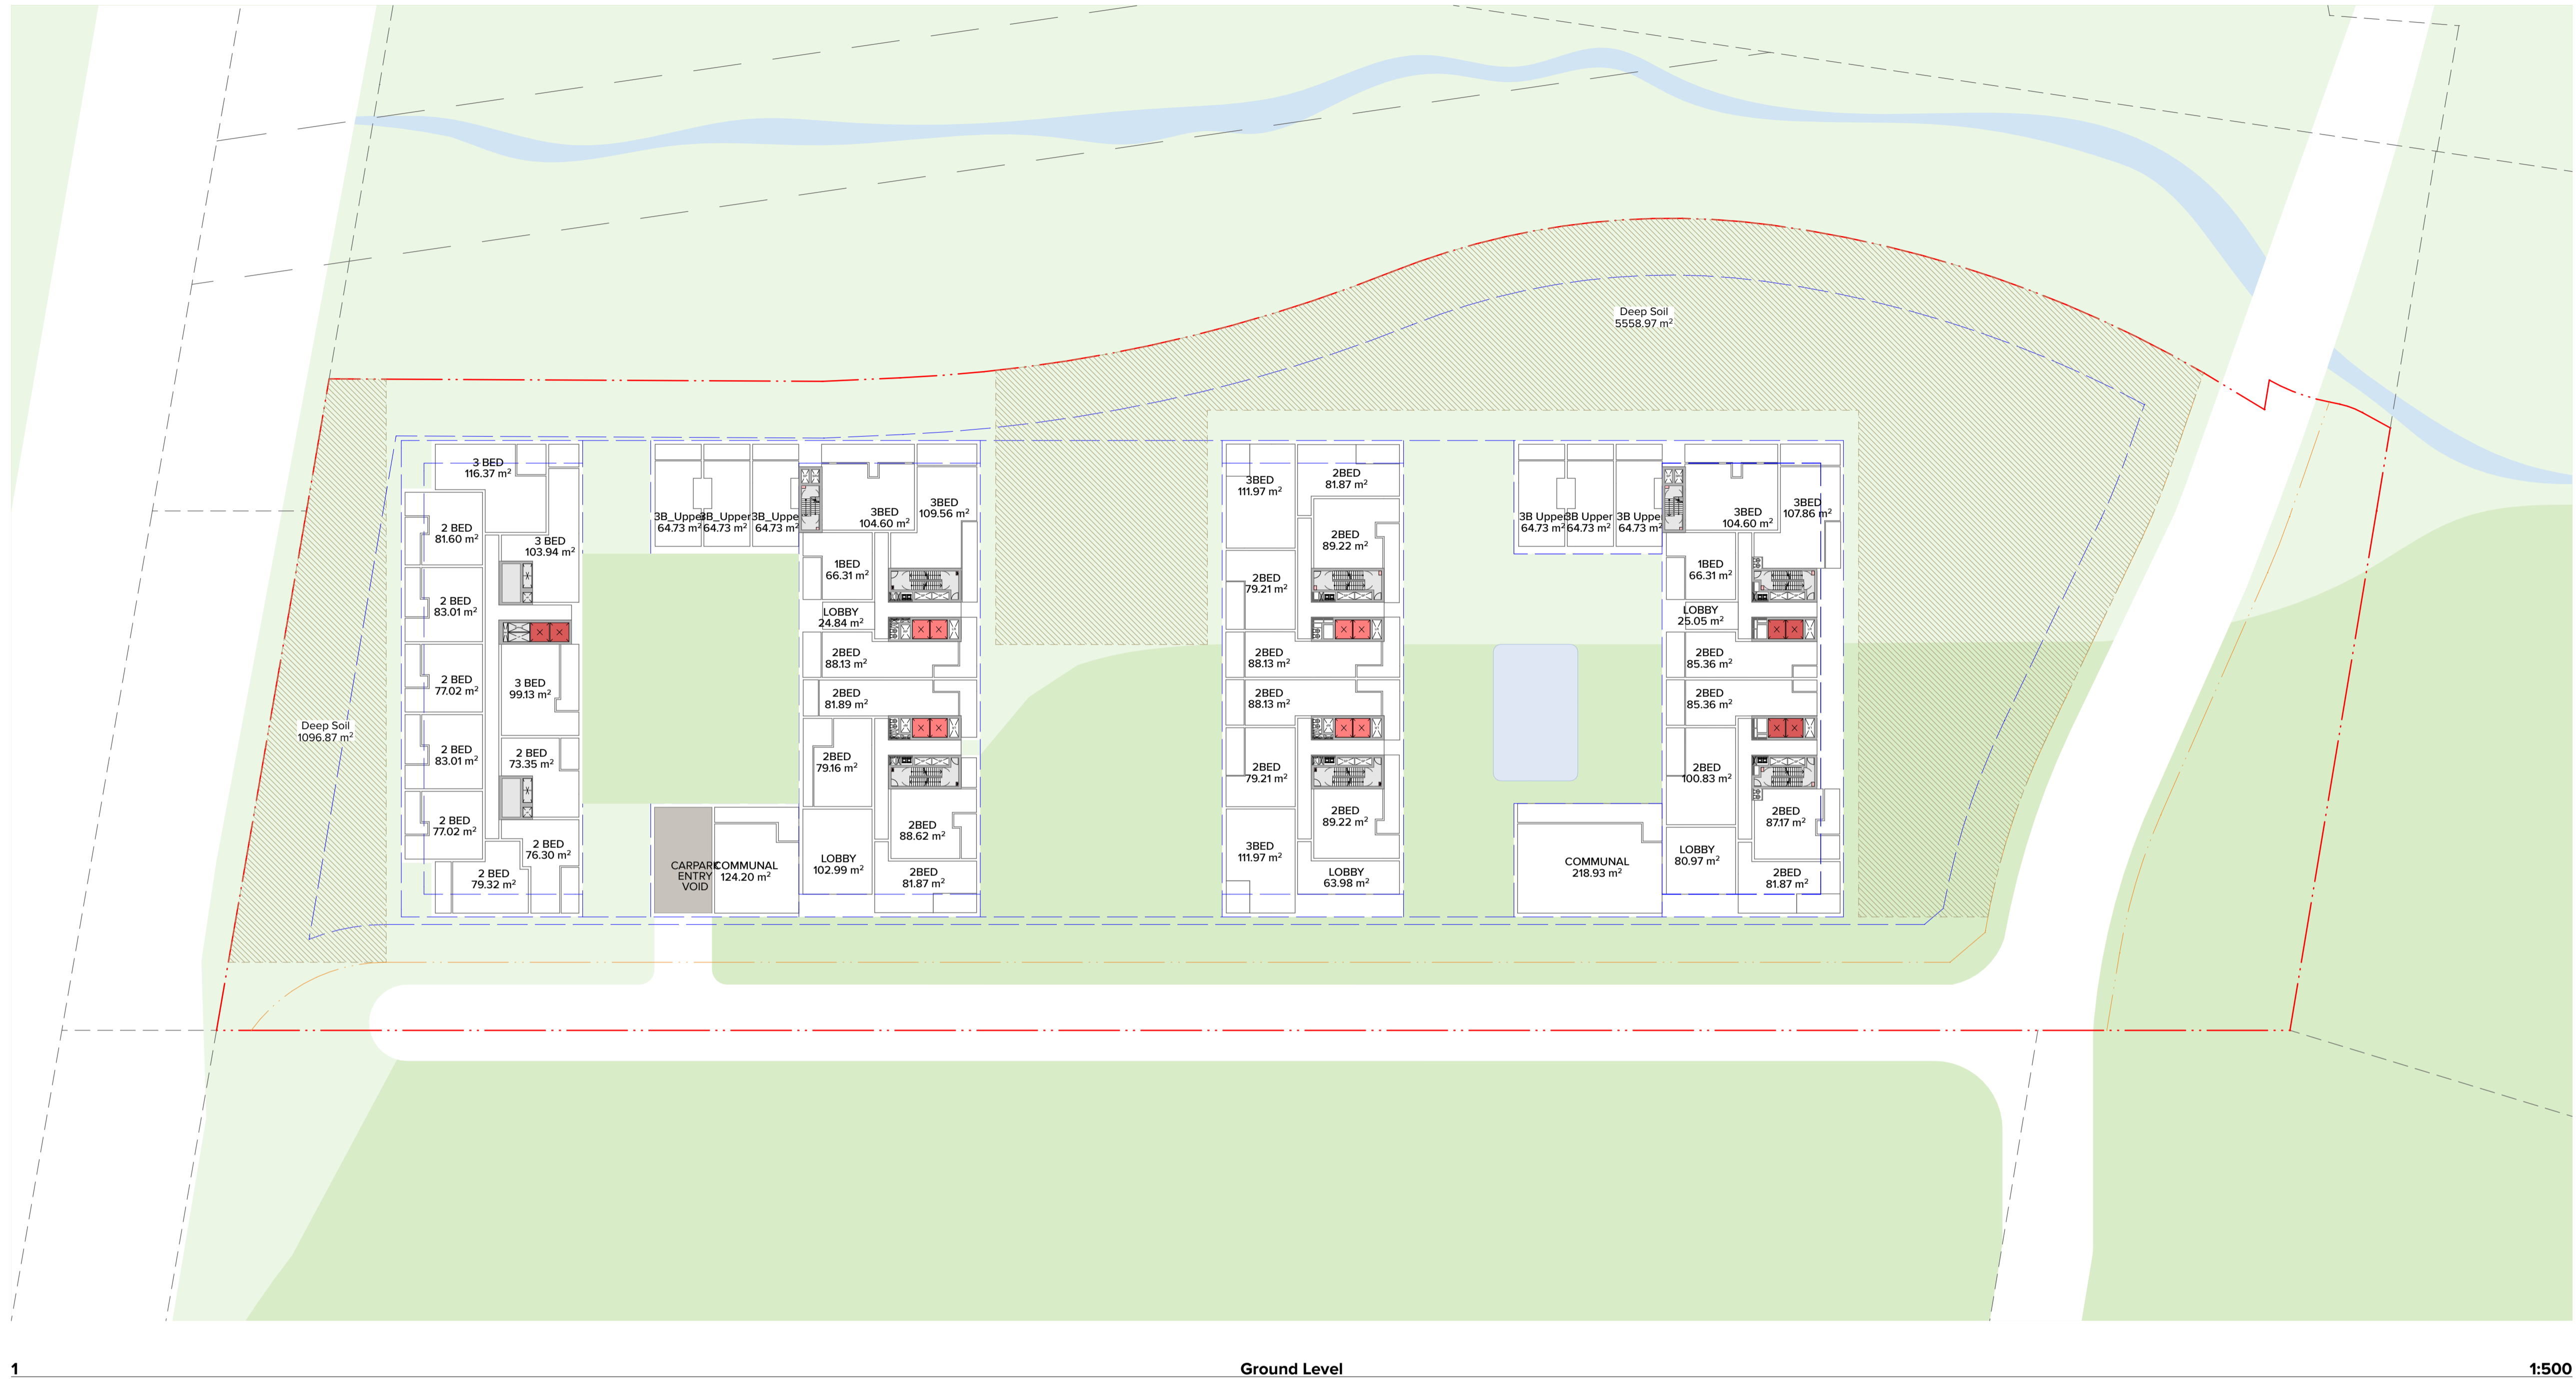 Deep Soil
5558.97 m²
Deep Soil
1096.87 m²
3 BED
116.37 m²
2 BED
81.60 m²
3 BED
103.94 m²
2 BED
83.01 m²
2 BED
77.02 m²
3 BED
99.13 m²
2 BED
83.01 m²
2 BED
73.35 m²
2 BED
77.02 m²
2 BED
76.30 m²
2 BED
79.32 m²
3B_Upper
64.73 m²
3B_Upper
64.73 m²
3B_Upper
64.73 m²
3BED
104.60 m²
3BED
109.56 m²
1BED
66.31 m²
LOBBY
24.84 m²
2BED
88.13 m²
2BED
81.89 m²
2BED
79.16 m²
2BED
88.62 m²
CARPARK
ENTRY
VOID
COMMUNAL
124.20 m²
LOBBY
102.99 m²
2BED
81.87 m²
3BED
111.97 m²
2BED
81.87 m²
2BED
89.22 m²
2BED
79.21 m²
2BED
88.13 m²
2BED
88.13 m²
2BED
79.21 m²
2BED
89.22 m²
3BED
111.97 m²
LOBBY
63.98 m²
3B Upper
64.73 m²
3B Upper
64.73 m²
3B Upper
64.73 m²
3BED
104.60 m²
3BED
107.86 m²
1BED
66.31 m²
LOBBY
25.05 m²
2BED
85.36 m²
2BED
85.36 m²
2BED
100.83 m²
2BED
87.17 m²
COMMUNAL
218.93 m²
LOBBY
80.97 m²
2BED
81.87 m²
1
Ground Level
1:500